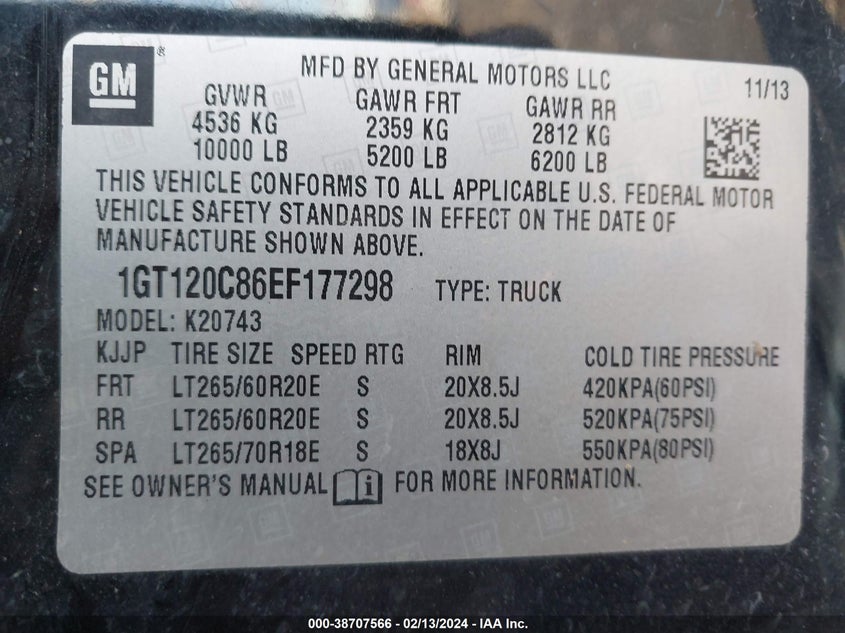 GM ®
MFD BY GENERAL MOTORS LLC 11/13
GVWR GAWR FRT GAWR RR
4536 KG 2359 KG 2812 KG
10000 LB 5200 LB 6200 LB
THIS VEHICLE CONFORMS TO ALL APPLICABLE U.S. FEDERAL MOTOR
VEHICLE SAFETY STANDARDS IN EFFECT ON THE DATE OF
MANUFACTURE SHOWN ABOVE.
1GT120C86EF177298 TYPE: TRUCK
MODEL: K20743
KJJP TIRE SIZE SPEED RTG RIM COLD TIRE PRESSURE
FRT LT265/60R20E S 20X8.5J 420KPA(60PSI)
RR LT265/60R20E S 20X8.5J 520KPA(75PSI)
SPA LT265/70R18E S 18X8J 550KPA(80PSI)
SEE OWNER'S MANUAL i FOR MORE INFORMATION.
000-38707566 - 02/13/2024 - IAA Inc.